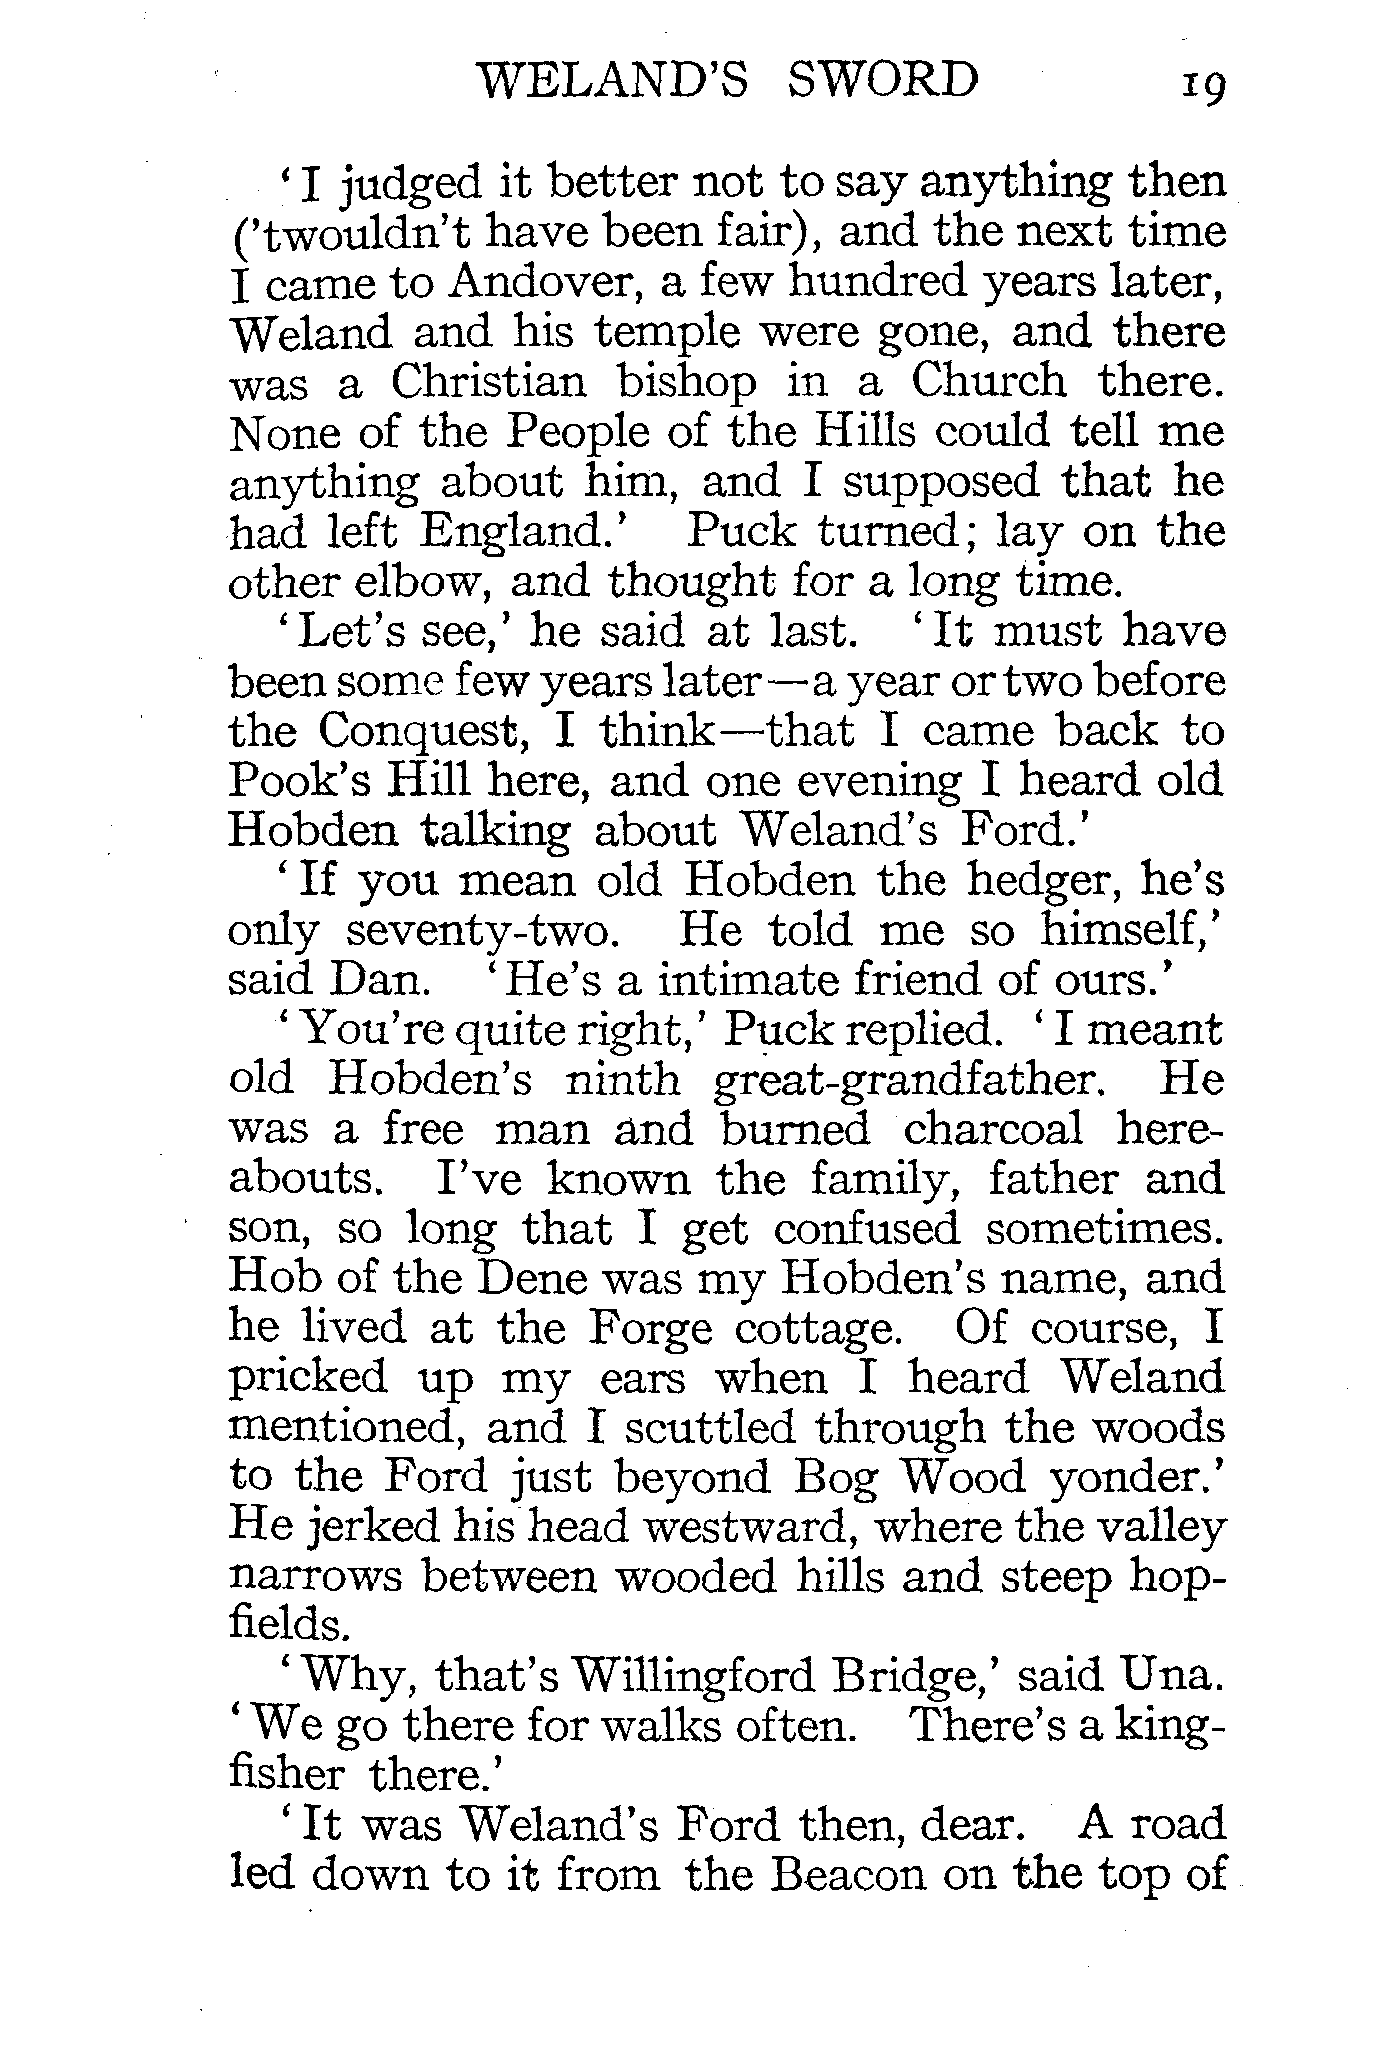 WELAND'S SWORD 19
'I judged it better not to say anything then
('twouldn't have been fair), and the next time
I came to Andover, a few hundred years later,
Weland and his temple were gone, and there
was a Christian bishop in a Church there.
None of the People of the Hills could tell me
anything about him, and I supposed that he
had left England.' Puck turned; lay on the
other elbow, and thought for a long time.
'Let's see,' he said at last. 'It must have
been some few years later—a year or two before
the Conquest, I think—that I came back to
Pook's Hill here, and one evening I heard old
Hobden talking about Weland's Ford.'
'If you mean old Hobden the hedger, he's
only seventy-two. He told me so himself,'
said Dan. 'He's a intimate friend of ours.'
'You're quite right,' Puck replied. 'I meant
old Hobden's ninth great-grandfather. He
was a free man and burned charcoal here-
abouts. I've known the family, father and
son, so long that I get confused sometimes.
Hob of the Dene was my Hobden's name, and
he lived at the Forge cottage. Of course, I
pricked up my ears when I heard Weland
mentioned, and I scuttled through the woods
to the Ford just beyond Bog Wood yonder.'
He jerked his head westward, where the valley
narrows between wooded hills and steep hop-
fields.
'Why, that's Willingford Bridge,' said Una.
'We go there for walks often. There's a king-
fisher there.'
'It was Weland's Ford then, dear. A road
led down to it from the Beacon on the top of